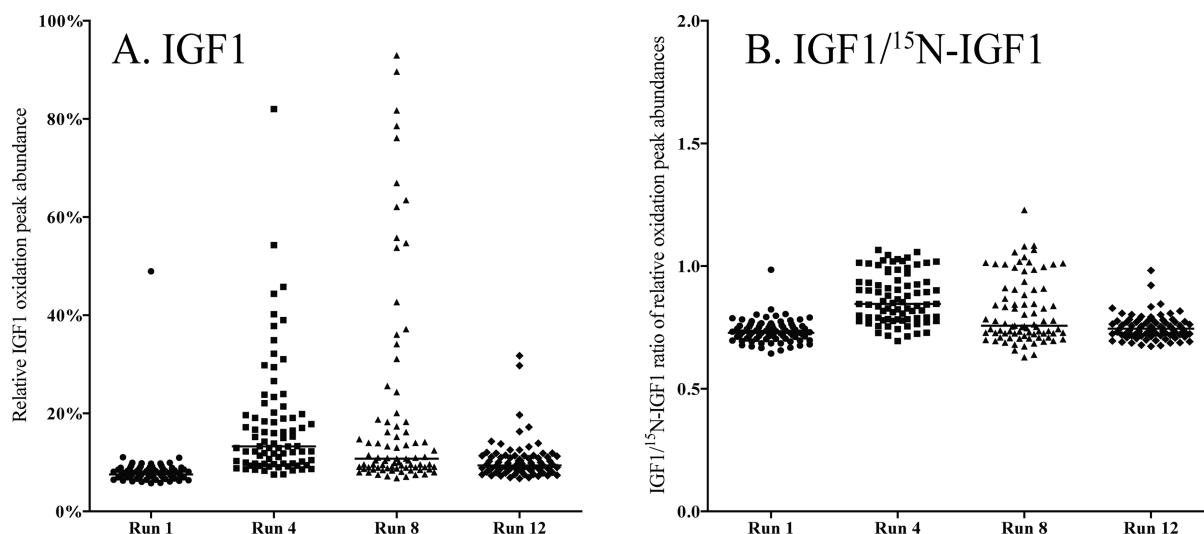 A. IGF1
Relative IGF1 oxidation peak abundance
100%
80%
60%
40%
20%
0%
Run 1 Run 4 Run 8 Run 12
B. IGF1/¹⁵N-IGF1
IGF1/¹⁵N-IGF1 ratio of relative oxidation peak abundances
2.0
1.5
1.0
0.5
0.0
Run 1 Run 4 Run 8 Run 12